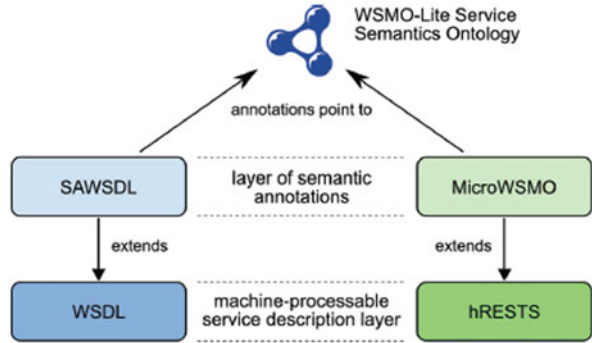 WSMO-Lite Service
Semantics Ontology
annotations point to
SAWSDL
layer of semantic
annotations
MicroWSMO
extends
extends
WSDL
machine-processable
service description layer
hRESTS